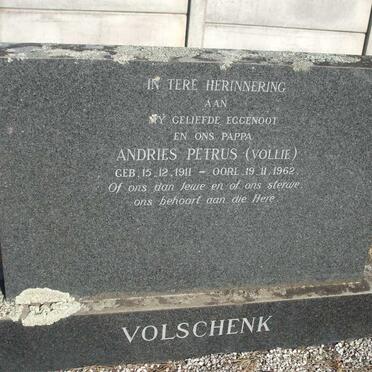 IN TERE HERINNERING
AAN
MY GELIEFDE EGGENOOT
EN ONS PAPPA
ANDRIES PETRUS (VOLLIE)
GEB. 15.12.1911 – OORL. 19.11.1962.
Of ons dan lewe en of ons sterwe,
ons behoort aan die Here.
VOLSCHENK